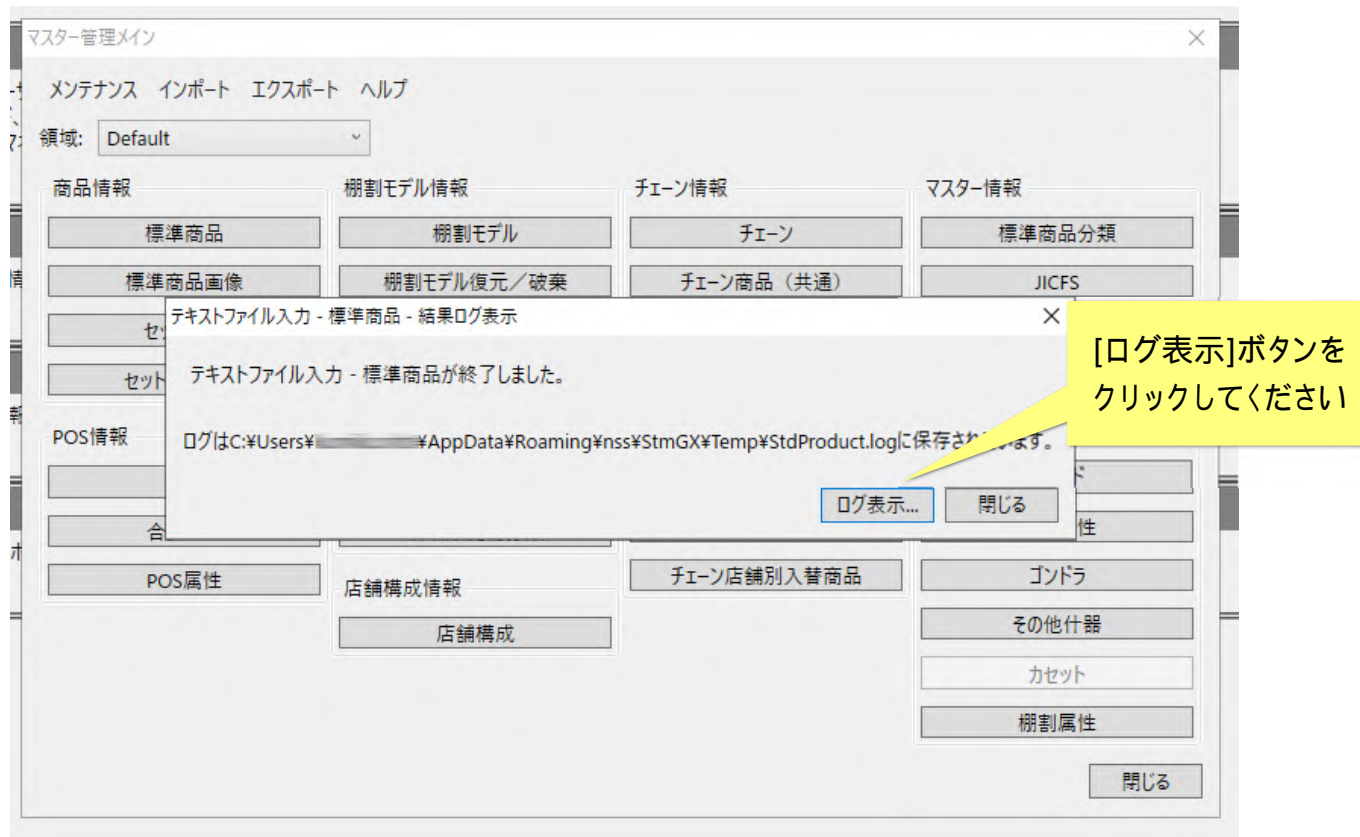 マスター管理メイン
メンテナンス インポート エクスポート ヘルプ
領域: Default
商品情報
標準商品
標準商品画像
セット
棚割モデル情報
棚割モデル
棚割モデル復元／破棄
チェーン情報
チェーン
チェーン商品（共通）
マスター情報
標準商品分類
JICFS
テキストファイル入力 - 標準商品 - 結果ログ表示
テキストファイル入力 - 標準商品が終了しました。
ログはC:¥Users¥ ¥AppData¥Roaming¥nss¥StmGX¥Temp¥StdProduct.logに保存され います。
ログ表示...
閉じる
[ログ表示]ボタンを
クリックしてください
POS情報
合
POS属性
店舗構成情報
店舗構成
チェーン店舗別入替商品
ド
性
ゴンドラ
その他什器
カセット
棚割属性
閉じる